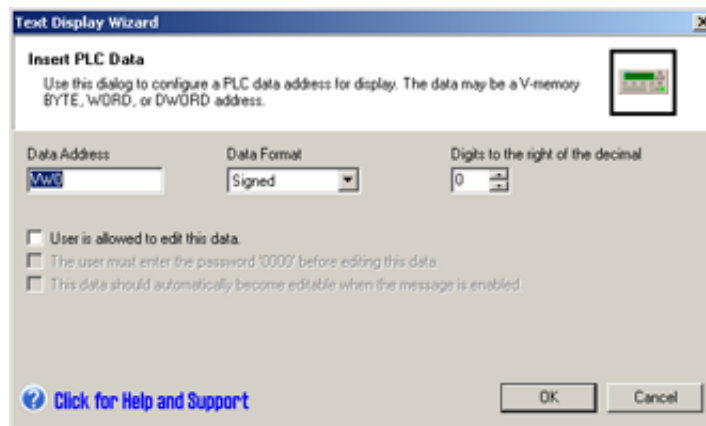 Text Display Wizard
Insert PLC Data
Use this dialog to configure a PLC data address for display. The data may be a V-memory
BYTE, WORD, or DWORD address.
Data Address
Data Format
Digits to the right of the decimal
VW0
Signed
0
User is allowed to edit this data.
The user must enter the password '0000' before editing this data.
This data should automatically become editable when the message is enabled.
Click for Help and Support
OK
Cancel